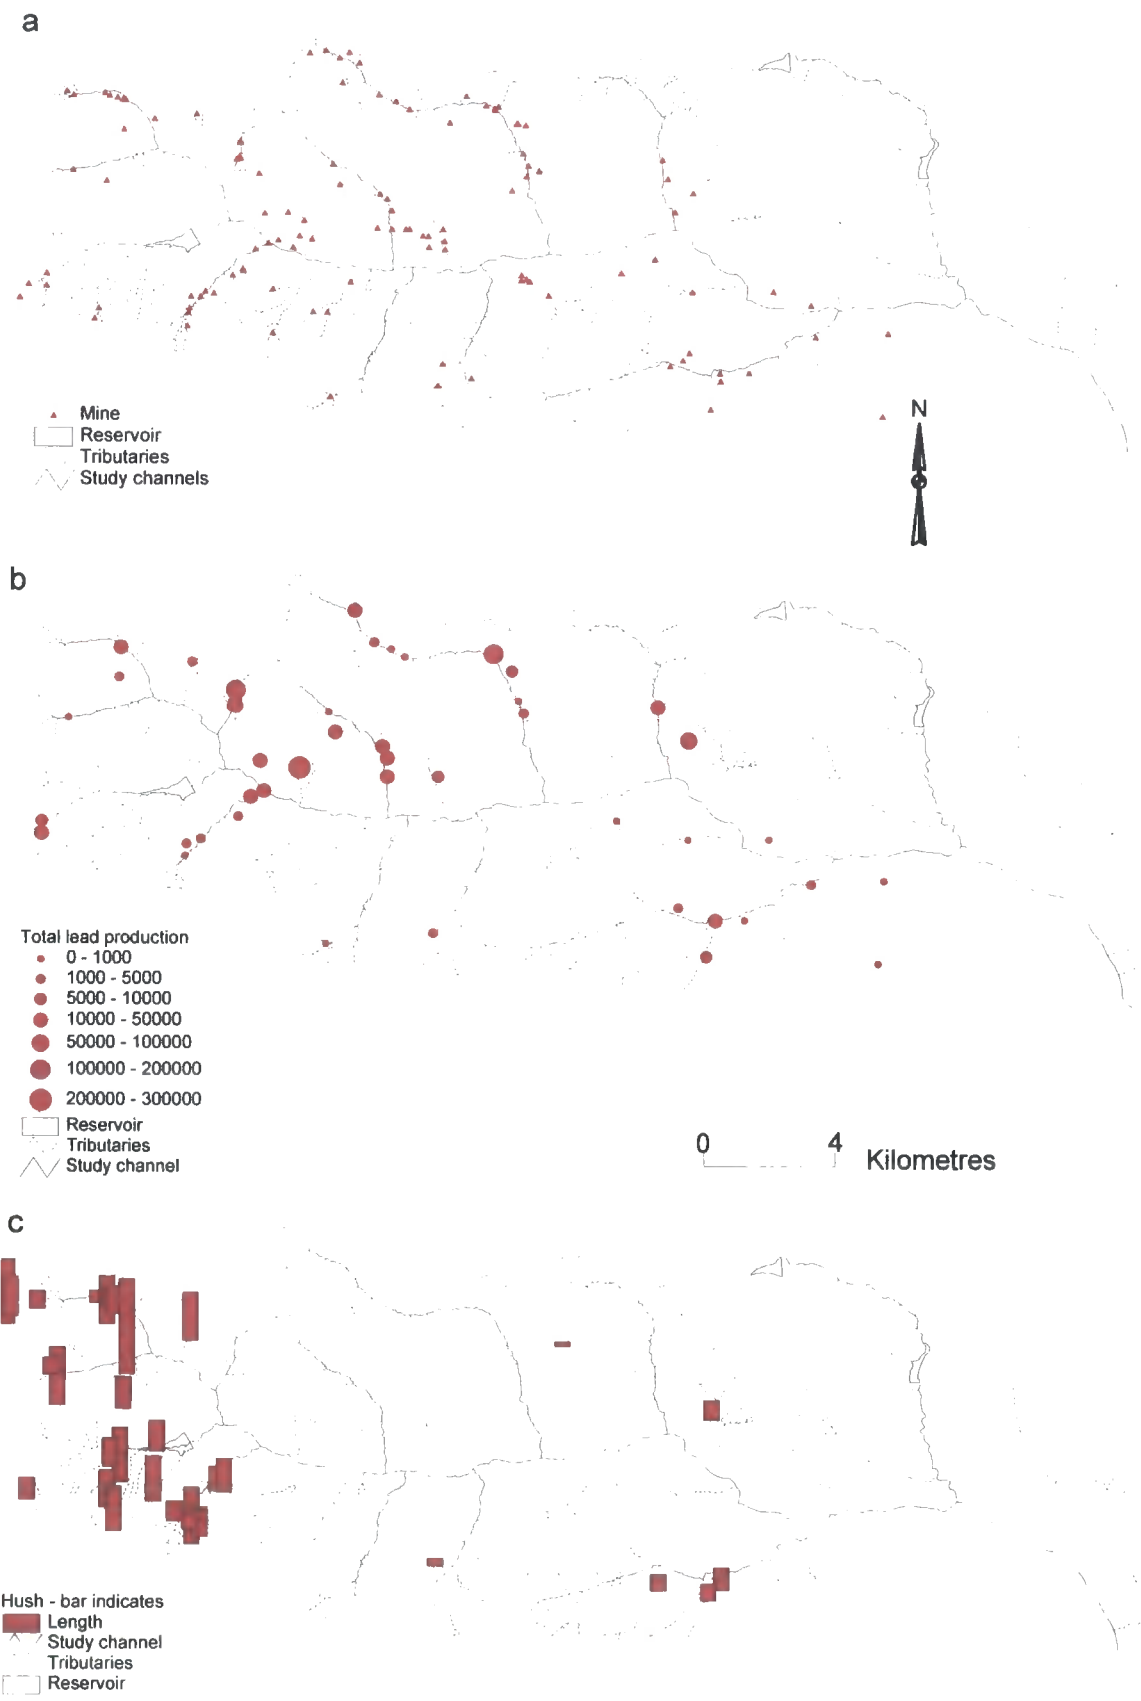 a
Mine
Reservoir
Tributaries
Study channels
N
b
Total lead production
0 - 1000
1000 - 5000
5000 - 10000
10000 - 50000
50000 - 100000
100000 - 200000
200000 - 300000
Reservoir
Tributaries
Study channel
0 4
Kilometres
c
Hush - bar indicates
Length
Study channel
Tributaries
Reservoir